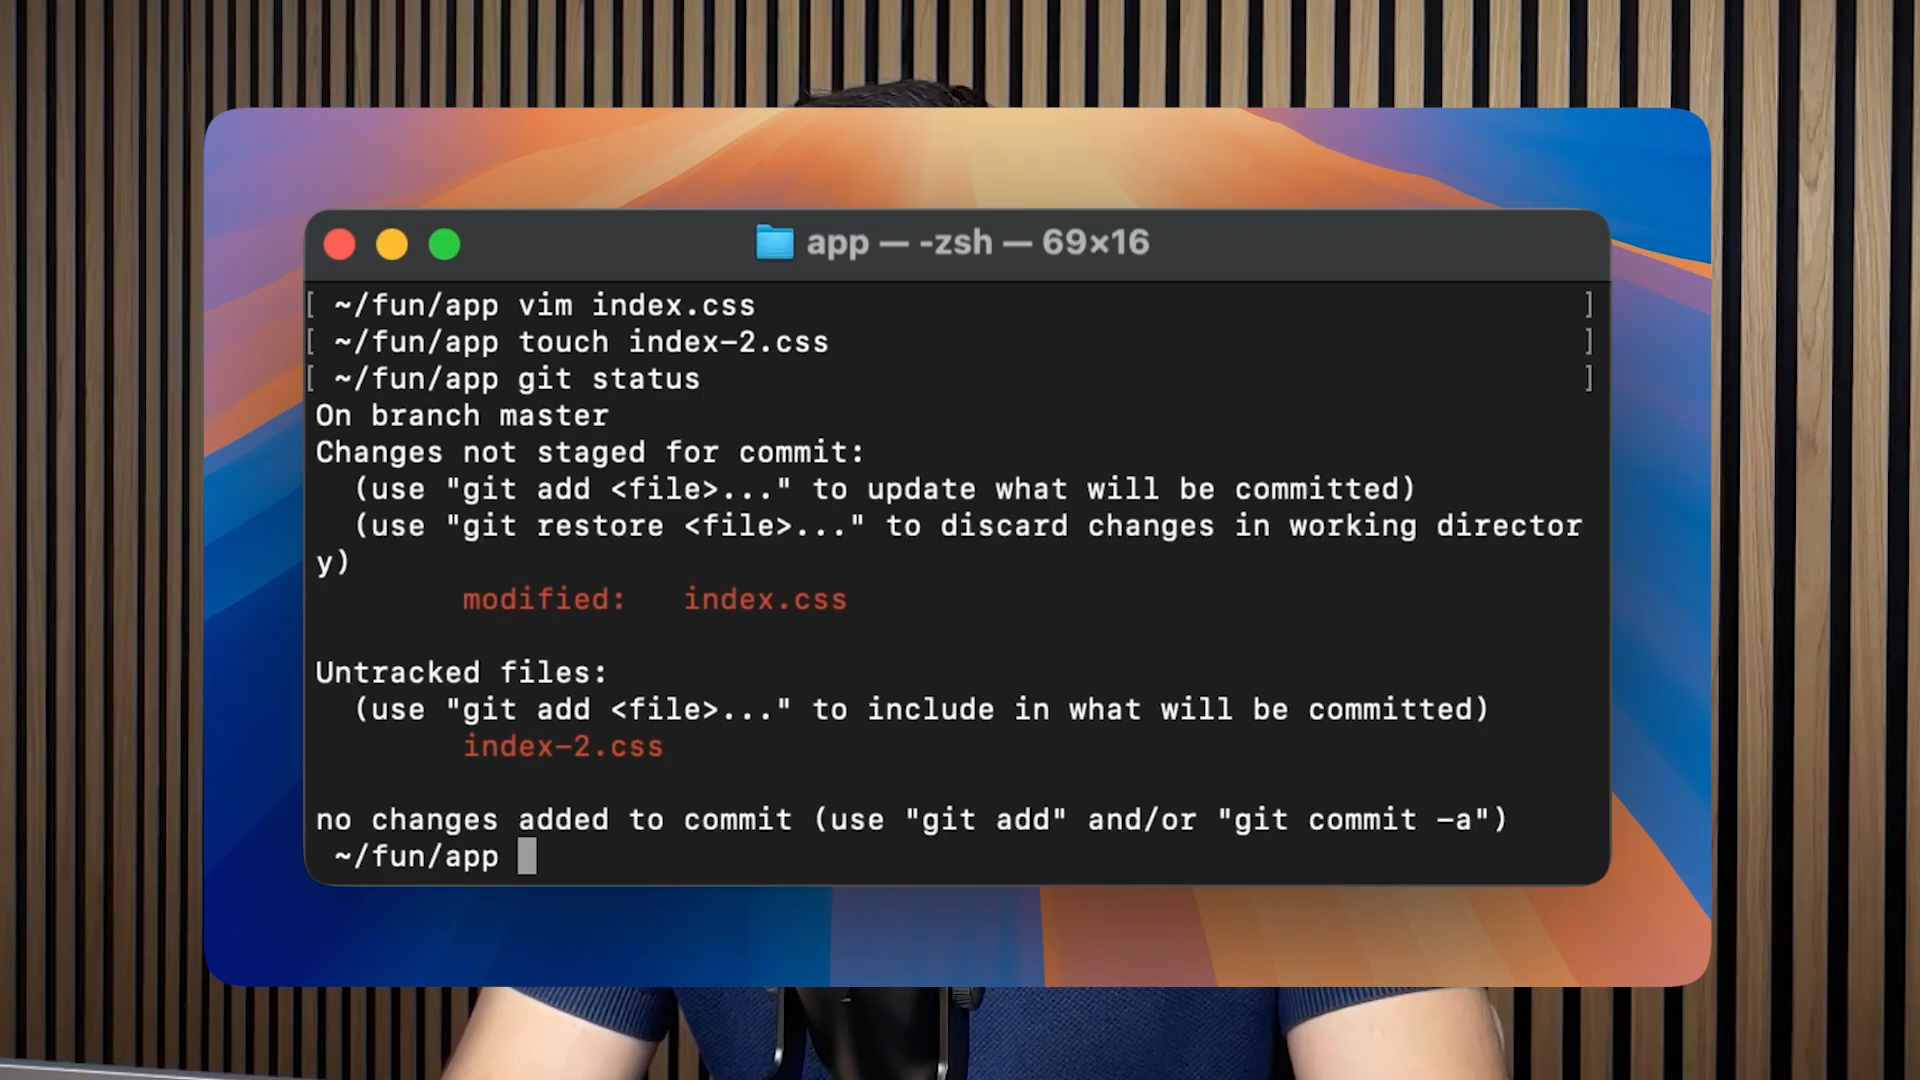 app — -zsh — 69×16
[ ~/fun/app vim index.css ]
[ ~/fun/app touch index-2.css ]
[ ~/fun/app git status ]
On branch master
Changes not staged for commit:
  (use "git add <file>..." to update what will be committed)
  (use "git restore <file>..." to discard changes in working director
y)
        modified:   index.css

Untracked files:
  (use "git add <file>..." to include in what will be committed)
        index-2.css

no changes added to commit (use "git add" and/or "git commit -a")
 ~/fun/app